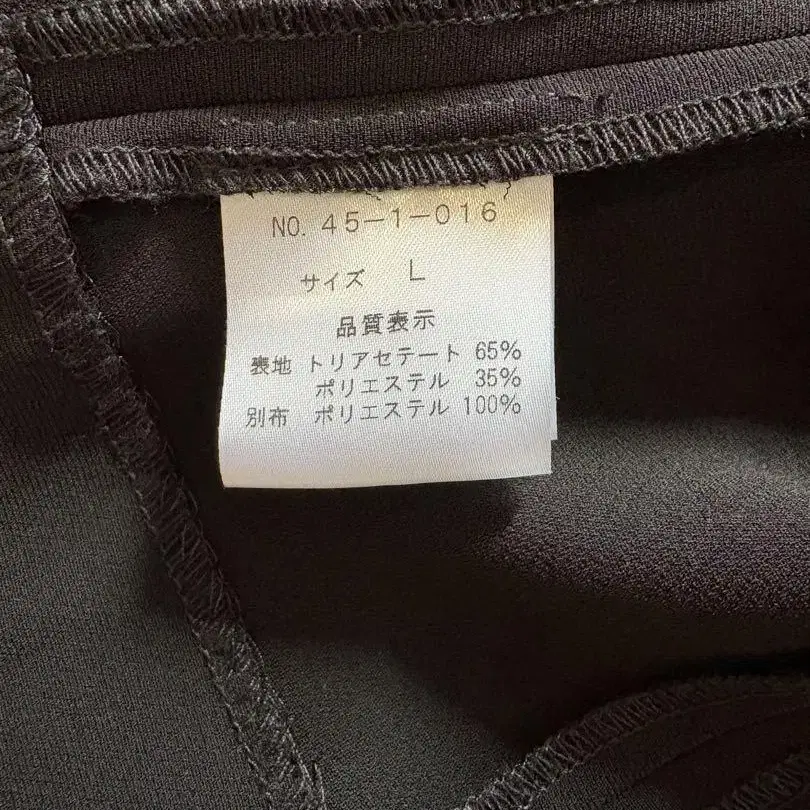 NO. 45-1-016
サイズ L
品質表示
表地 トリアセテート 65%
ポリエステル 35%
別布 ポリエステル 100%